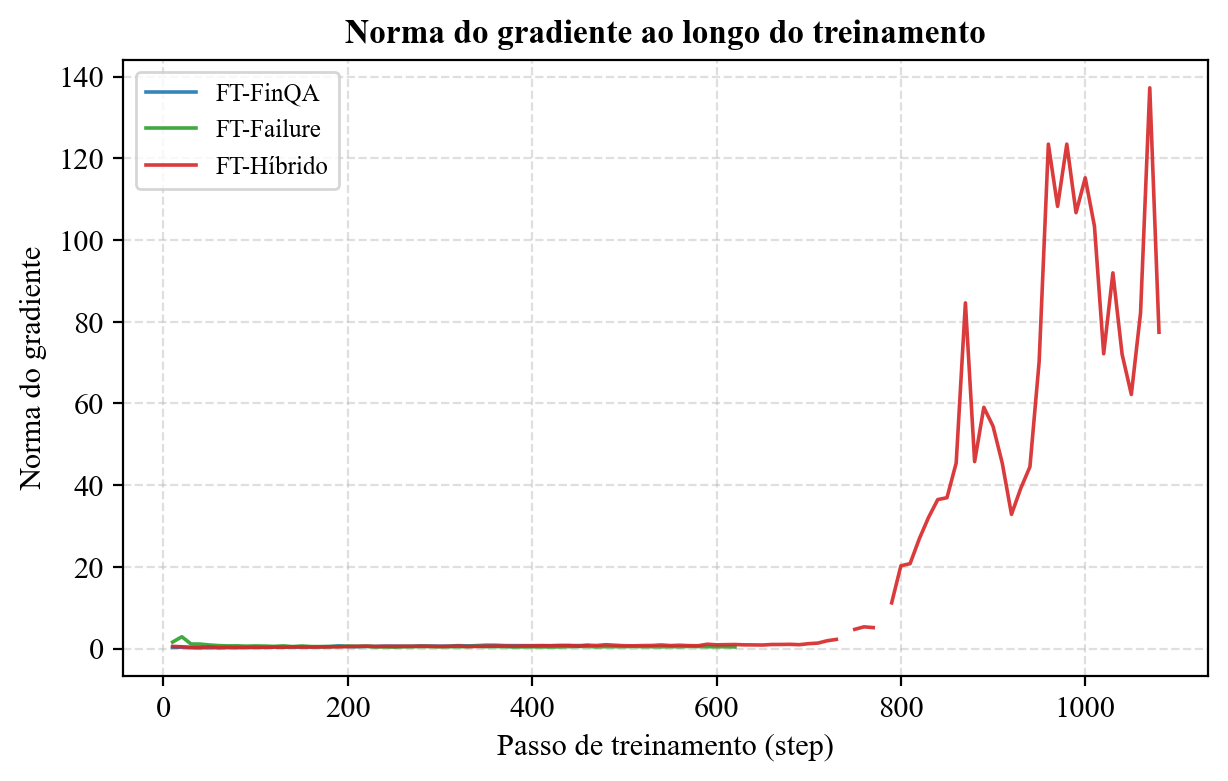 Norma do gradiente ao longo do treinamento
140
120
100
80
60
40
20
0
Norma do gradiente
FT-FinQA
FT-Failure
FT-Híbrido
0 200 400 600 800 1000
Passo de treinamento (step)